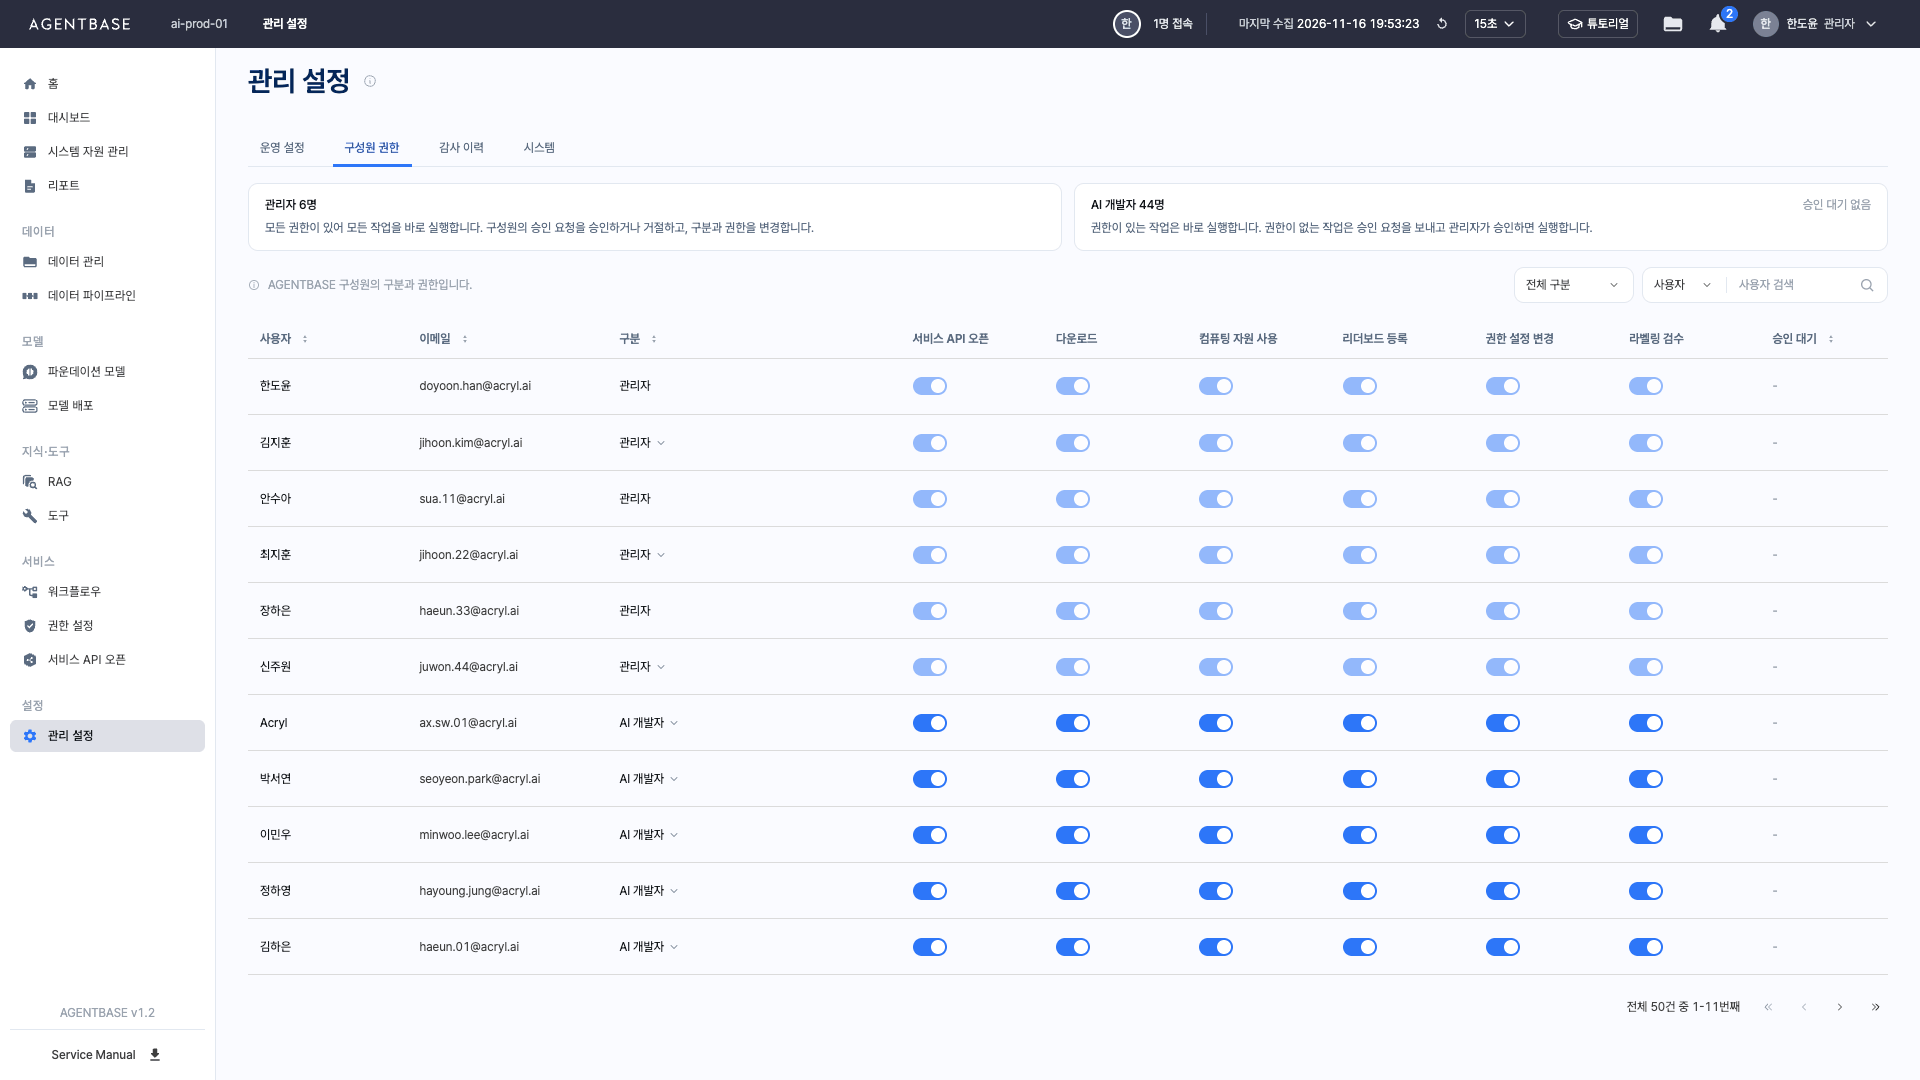 AGENTBASE
ai-prod-01
관리 설정
한
1명 접속
마지막 수집 2026-11-16 19:53:23
15초
튜토리얼
2
한
한도윤 관리자
홈
대시보드
시스템 자원 관리
리포트
데이터
데이터 관리
데이터 파이프라인
모델
파운데이션 모델
모델 배포
지식·도구
RAG
도구
서비스
워크플로우
권한 설정
서비스 API 오픈
설정
관리 설정
AGENTBASE v1.2
Service Manual
관리 설정
운영 설정 구성원 권한 감사 이력 시스템
관리자 6명
모든 권한이 있어 모든 작업을 바로 실행합니다. 구성원의 승인 요청을 승인하거나 거절하고, 구분과 권한을 변경합니다.
AI 개발자 44명 승인 대기 없음
권한이 있는 작업은 바로 실행합니다. 권한이 없는 작업은 승인 요청을 보내고 관리자가 승인하면 실행합니다.
AGENTBASE 구성원의 구분과 권한입니다.
전체 구분
사용자
사용자 검색
사용자 이메일 구분 서비스 API 오픈 다운로드 컴퓨팅 자원 사용 리더보드 등록 권한 설정 변경 라벨링 검수 승인 대기
한도윤 doyoon.han@acryl.ai 관리자 -
김지훈 jihoon.kim@acryl.ai 관리자 -
안수아 sua.11@acryl.ai 관리자 -
최지훈 jihoon.22@acryl.ai 관리자 -
장하은 haeun.33@acryl.ai 관리자 -
신주원 juwon.44@acryl.ai 관리자 -
Acryl ax.sw.01@acryl.ai AI 개발자 -
박서연 seoyeon.park@acryl.ai AI 개발자 -
이민우 minwoo.lee@acryl.ai AI 개발자 -
정하영 hayoung.jung@acryl.ai AI 개발자 -
김하은 haeun.01@acryl.ai AI 개발자 -
전체 50건 중 1-11번째